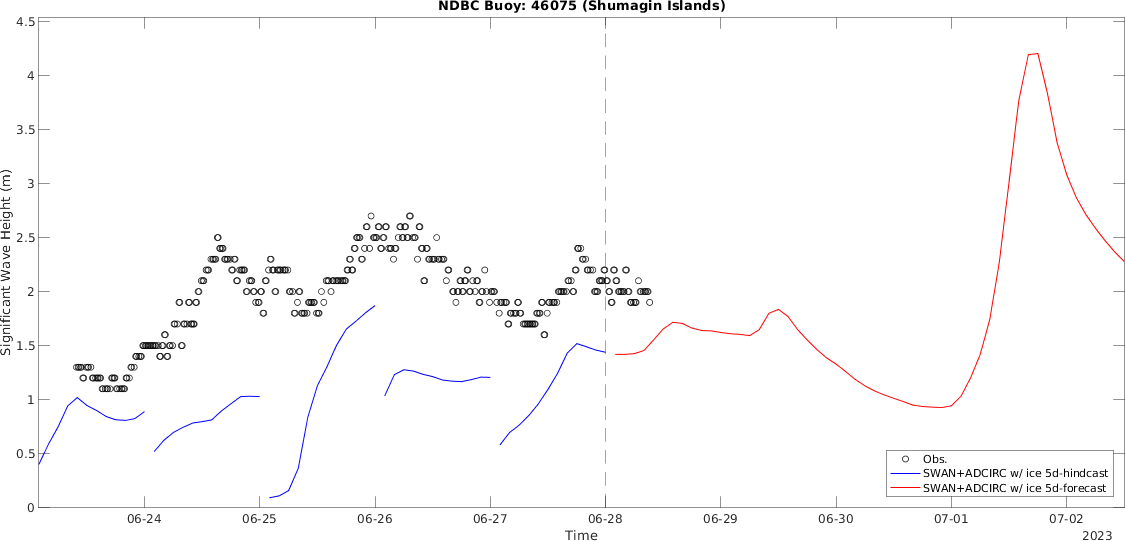 NDBC Buoy: 46075 (Shumagin Islands)
4.5
4
3.5
3
2.5
2
1.5
1
0.5
0
Significant Wave Height (m)
Obs.
SWAN+ADCIRC w/ ice 5d-hindcast
SWAN+ADCIRC w/ ice 5d-forecast
06-24 06-25 06-26 06-27 06-28 06-29 06-30 07-01 07-02
Time
2023